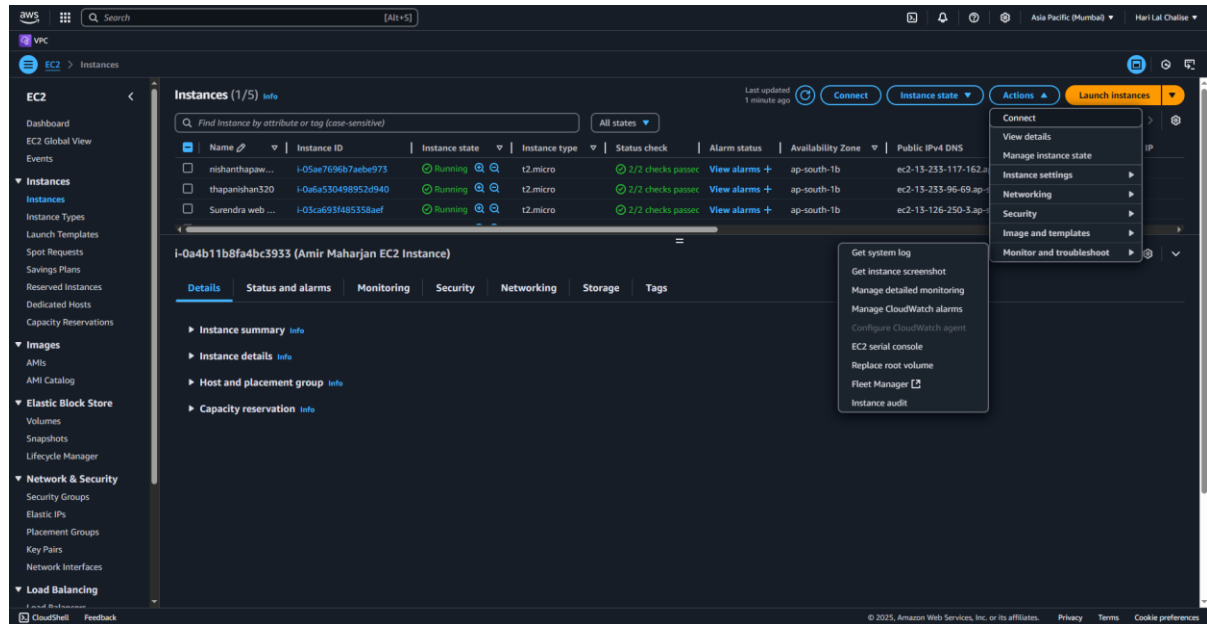 aws
Search [Alt+S]
Asia Pacific (Mumbai) Hari Lal Chalise
VPC
EC2 > Instances
EC2
Dashboard
EC2 Global View
Events
Instances
Instances
Instance Types
Launch Templates
Spot Requests
Savings Plans
Reserved Instances
Dedicated Hosts
Capacity Reservations
Images
AMIs
AMI Catalog
Elastic Block Store
Volumes
Snapshots
Lifecycle Manager
Network & Security
Security Groups
Elastic IPs
Placement Groups
Key Pairs
Network Interfaces
Load Balancing
Load Balancers
Instances (1/5) Info
Last updated
1 minute ago
Connect Instance state Actions Launch instances
Find Instance by attribute or tag (case-sensitive) All states
Name Instance ID Instance state Instance type Status check Alarm status Availability Zone Public IPv4 DNS IP
nishanthapaw... i-05ae7696b7aebe973 Running t2.micro 2/2 checks passec View alarms + ap-south-1b ec2-13-233-117-162.a
thapanishan320 i-0a6a530498952d940 Running t2.micro 2/2 checks passec View alarms + ap-south-1b ec2-13-233-96-69.ap-s
Surendra web ... i-03ca693f485358aef Running t2.micro 2/2 checks passec View alarms + ap-south-1b ec2-13-126-250-3.ap-s
Connect
View details
Manage instance state
Instance settings
Networking
Security
Image and templates
Monitor and troubleshoot
Get system log
Get instance screenshot
Manage detailed monitoring
Manage CloudWatch alarms
Configure CloudWatch agent
EC2 serial console
Replace root volume
Fleet Manager
Instance audit
i-0a4b11b8fa4bc3933 (Amir Maharjan EC2 Instance)
Details Status and alarms Monitoring Security Networking Storage Tags
Instance summary Info
Instance details Info
Host and placement group Info
Capacity reservation Info
CloudShell Feedback
© 2025, Amazon Web Services, Inc. or its affiliates. Privacy Terms Cookie preferences